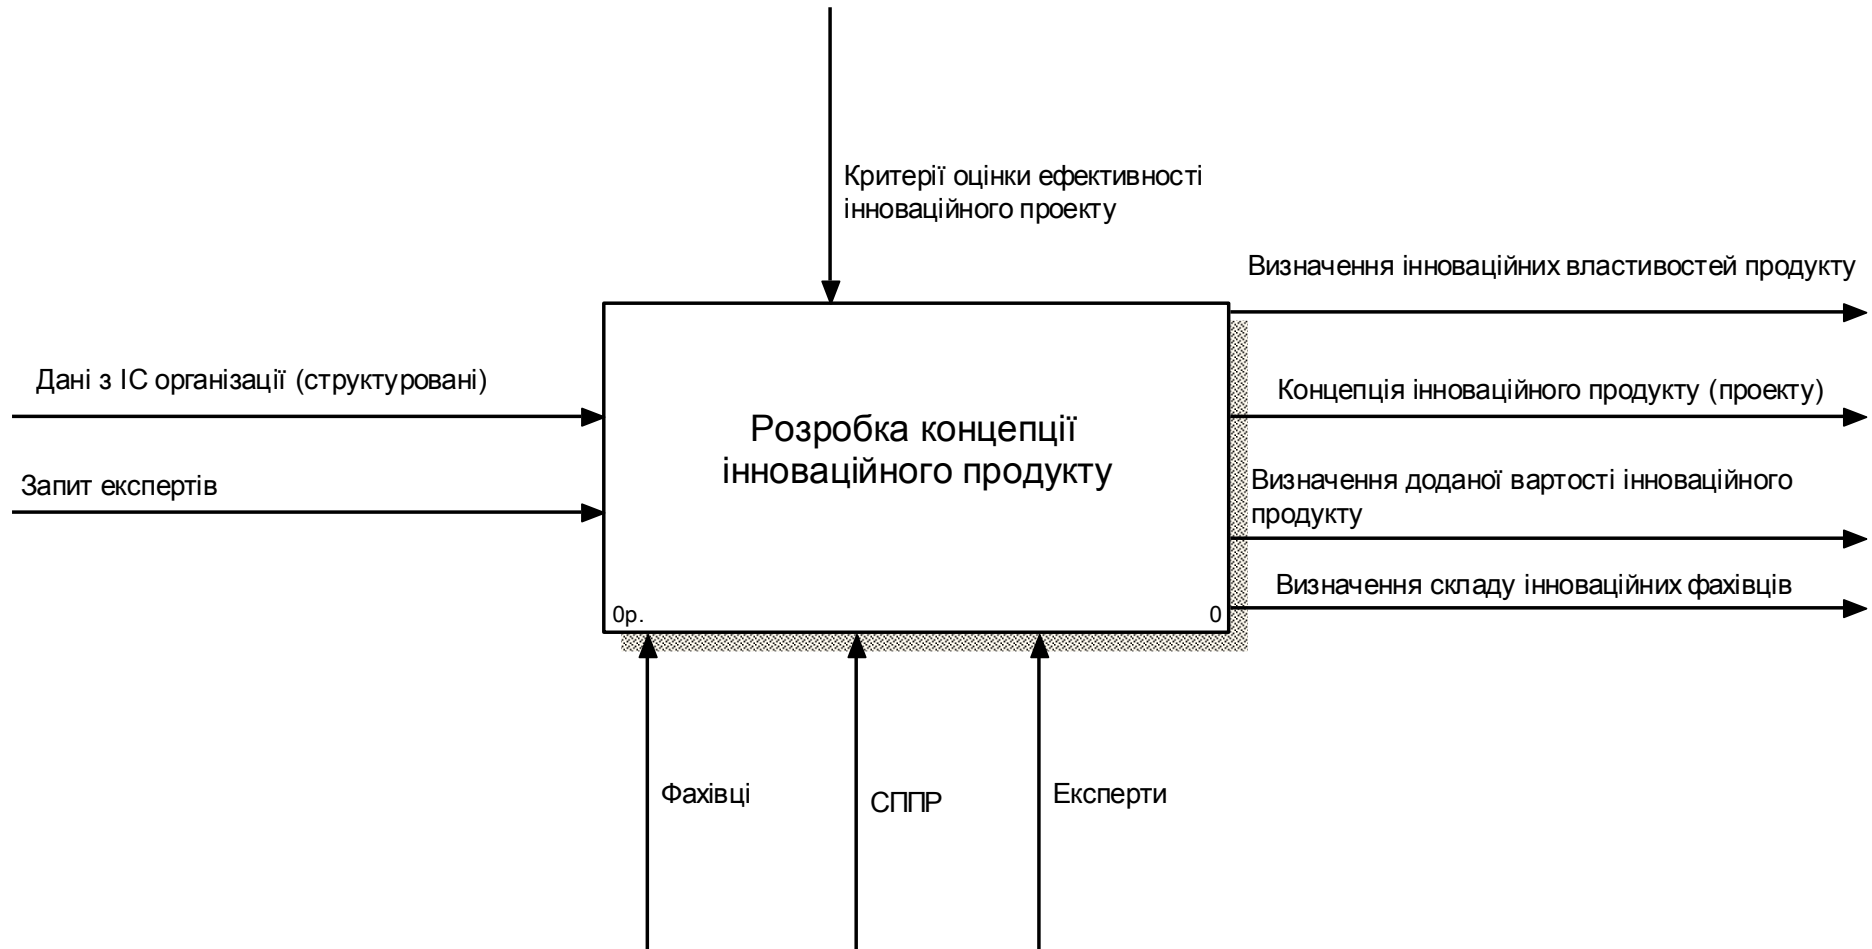 Критерії оцінки ефективності
інноваційного проекту
Визначення інноваційних властивостей продукту
Дані з ІС організації (структуровані)
Концепція інноваційного продукту (проекту)
Розробка концепції
інноваційного продукту
Запит експертів
Визначення доданої вартості інноваційного
продукту
Визначення складу інноваційних фахівців
0р.
0
Фахівці
СППР
Експерти